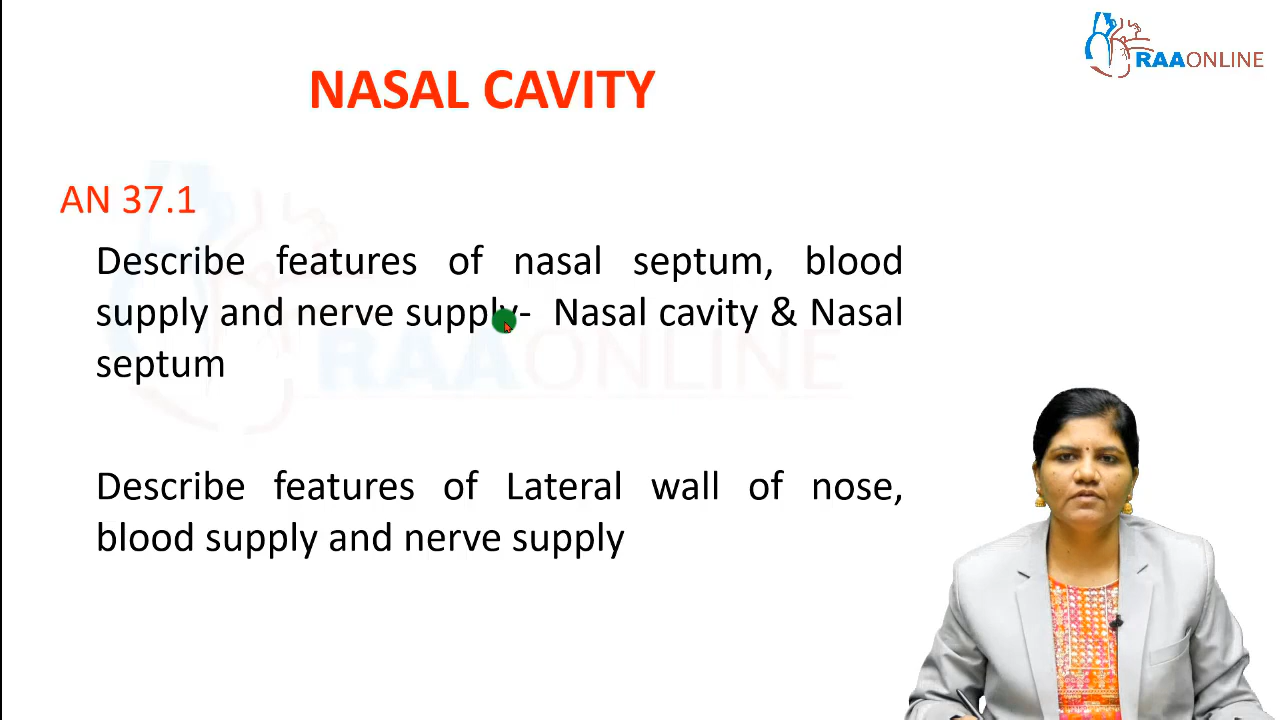 RAAONLINE
NASAL CAVITY
AN 37.1
Describe features of nasal septum, blood
supply and nerve supply- Nasal cavity & Nasal
septum
RAAONLINE
Describe features of Lateral wall of nose,
blood supply and nerve supply